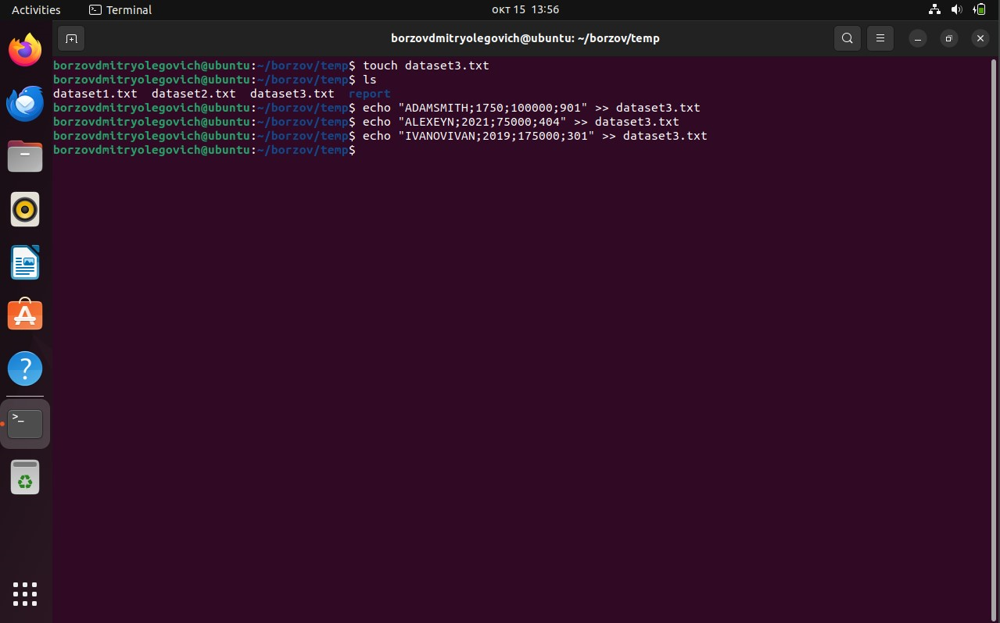 Activities Terminal окт 15 13:56
borzovdmitryolegovich@ubuntu: ~/borzov/temp
borzovdmitryolegovich@ubuntu:~/borzov/temp$ touch dataset3.txt
borzovdmitryolegovich@ubuntu:~/borzov/temp$ ls
dataset1.txt  dataset2.txt  dataset3.txt  report
borzovdmitryolegovich@ubuntu:~/borzov/temp$ echo "ADAMSMITH;1750;100000;901" >> dataset3.txt
borzovdmitryolegovich@ubuntu:~/borzov/temp$ echo "ALEXEYN;2021;75000;404" >> dataset3.txt
borzovdmitryolegovich@ubuntu:~/borzov/temp$ echo "IVANOVIVAN;2019;175000;301" >> dataset3.txt
borzovdmitryolegovich@ubuntu:~/borzov/temp$